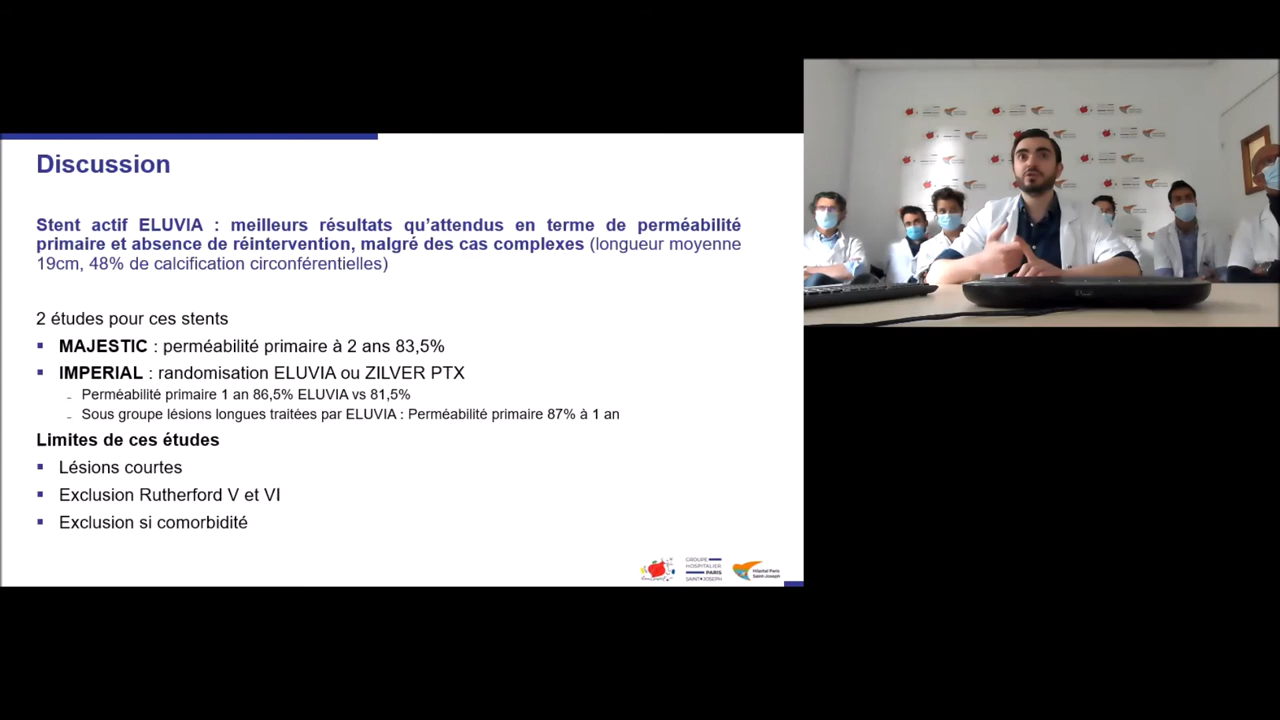 Discussion
Stent actif ELUVIA : meilleurs résultats qu'attendus en terme de perméabilité
primaire et absence de réintervention, malgré des cas complexes (longueur moyenne
19cm, 48% de calcification circonférentielles)
2 études pour ces stents
▪ MAJESTIC : perméabilité primaire à 2 ans 83,5%
▪ IMPERIAL : randomisation ELUVIA ou ZILVER PTX
- Perméabilité primaire 1 an 86,5% ELUVIA vs 81,5%
- Sous groupe lésions longues traitées par ELUVIA : Perméabilité primaire 87% à 1 an
Limites de ces études
▪ Lésions courtes
▪ Exclusion Rutherford V et VI
▪ Exclusion si comorbidité
GROUPE
HOSPITALIER
PARIS
SAINT-JOSEPH
Hôpital Paris
Saint-Joseph